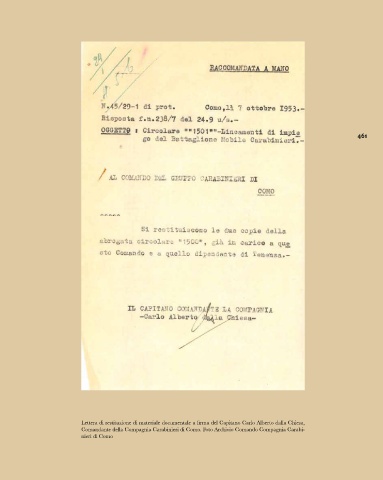 RACCOMANDATA A MANO
N.45/29-1 di prot. Como, lì 7 ottobre 1953.-
Risposta f.n.238/7 del 24.9 u/s.-
OGGETTO : Circolare ""1501""-Lineamenti di impie
go del Battaglione Mobile Carabinieri.-
461
AL COMANDO DEL GRUPPO CARABINIERI DI
COMO
-----
Si restituiscono le due copie della
abrogata circolare "1500", già in carico a que
sto Comando e a quello dipendente di Menaggio.-
IL CAPITANO COMANDANTE LA COMPAGNIA
-Carlo Alberto dalla Chiesa-
Lettera di restituzione di materiale documentale a firma del Capitano Carlo Alberto dalla Chiesa,
Comandante della Compagnia Carabinieri di Como. Foto Archivio Comando Compagnia Carabi-
nieri di Como